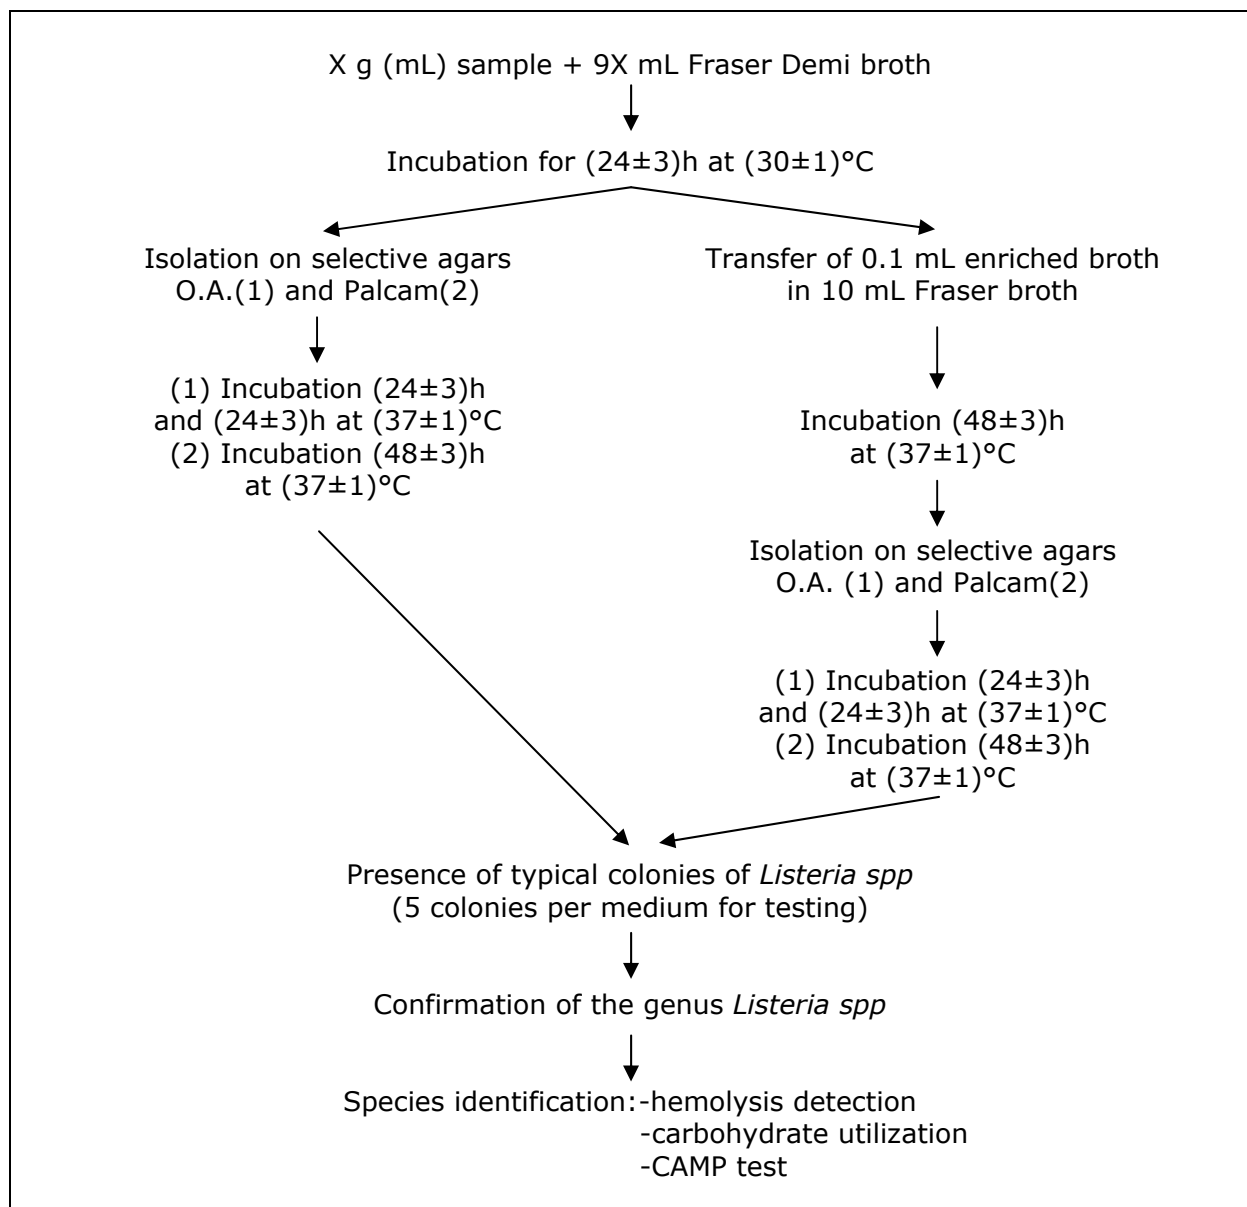 X g (mL) sample + 9X mL Fraser Demi broth
Incubation for (24±3)h at (30±1)°C
Isolation on selective agars
O.A.(1) and Palcam(2)
(1) Incubation (24±3)h
and (24±3)h at (37±1)°C
(2) Incubation (48±3)h
at (37±1)°C
Transfer of 0.1 mL enriched broth
in 10 mL Fraser broth
Incubation (48±3)h
at (37±1)°C
Isolation on selective agars
O.A. (1) and Palcam(2)
(1) Incubation (24±3)h
and (24±3)h at (37±1)°C
(2) Incubation (48±3)h
at (37±1)°C
Presence of typical colonies of Listeria spp
(5 colonies per medium for testing)
Confirmation of the genus Listeria spp
Species identification:-hemolysis detection
-carbohydrate utilization
-CAMP test